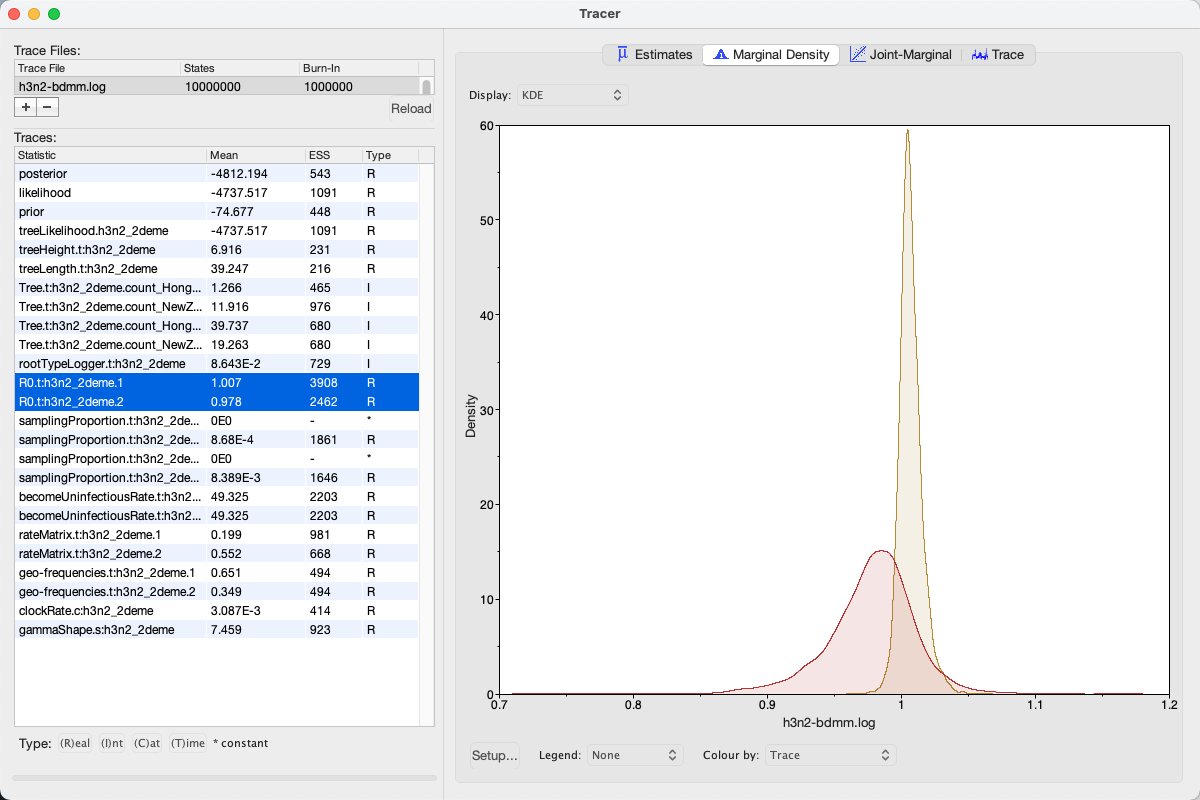 Tracer
Trace Files:
Trace File States Burn-In
h3n2-bdmm.log 10000000 1000000
+ − Reload
Traces:
Statistic Mean ESS Type
posterior -4812.194 543 R
likelihood -4737.517 1091 R
prior -74.677 448 R
treeLikelihood.h3n2_2deme -4737.517 1091 R
treeHeight.t:h3n2_2deme 6.916 231 R
treeLength.t:h3n2_2deme 39.247 216 R
Tree.t:h3n2_2deme.count_Hong... 1.266 465 I
Tree.t:h3n2_2deme.count_NewZ... 11.916 976 I
Tree.t:h3n2_2deme.count_Hong... 39.737 680 I
Tree.t:h3n2_2deme.count_NewZ... 19.263 680 I
rootTypeLogger.t:h3n2_2deme 8.643E-2 729 I
R0.t:h3n2_2deme.1 1.007 3908 R
R0.t:h3n2_2deme.2 0.978 2462 R
samplingProportion.t:h3n2_2de... 0E0 - *
samplingProportion.t:h3n2_2de... 8.68E-4 1861 R
samplingProportion.t:h3n2_2de... 0E0 - *
samplingProportion.t:h3n2_2de... 8.389E-3 1646 R
becomeUninfectiousRate.t:h3n2... 49.325 2203 R
becomeUninfectiousRate.t:h3n2... 49.325 2203 R
rateMatrix.t:h3n2_2deme.1 0.199 981 R
rateMatrix.t:h3n2_2deme.2 0.552 668 R
geo-frequencies.t:h3n2_2deme.1 0.651 494 R
geo-frequencies.t:h3n2_2deme.2 0.349 494 R
clockRate.c:h3n2_2deme 3.087E-3 414 R
gammaShape.s:h3n2_2deme 7.459 923 R
Type: (R)eal (I)nt (C)at (T)ime * constant
Estimates Marginal Density Joint-Marginal Trace
Display: KDE
60
50
40
30
20
10
0
Density
0.7 0.8 0.9 1 1.1 1.2
h3n2-bdmm.log
Setup... Legend: None Colour by: Trace